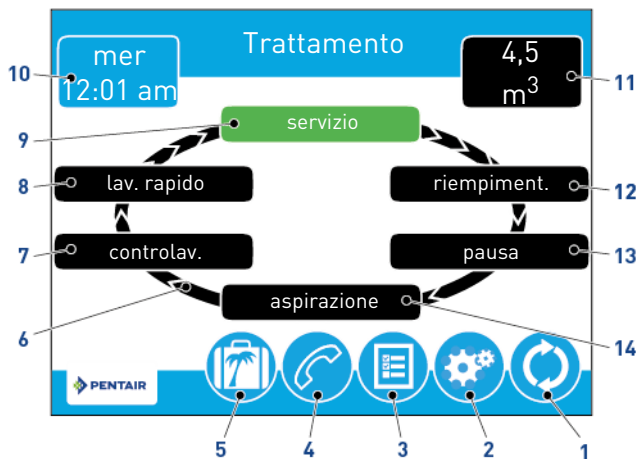 mer
12:01 am
Trattamento
4,5
m³
10
11
9
servizio
8
lav. rapido
riempiment.
12
7
controlav.
pausa
13
6
aspirazione
14
PENTAIR
5
4
3
2
1